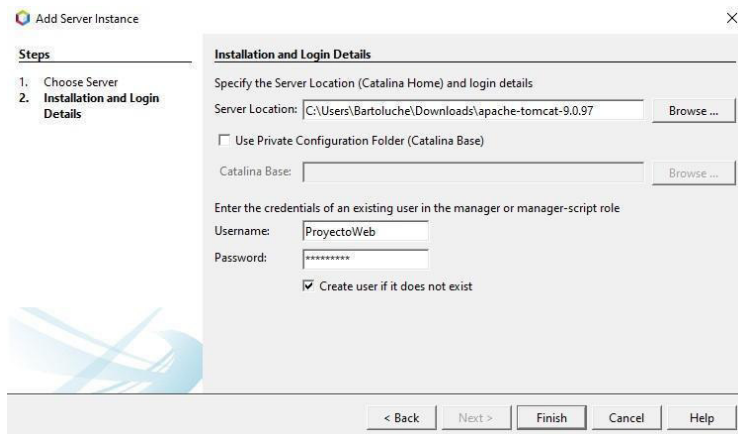 Add Server Instance
Steps
1. Choose Server
2. Installation and Login
Details
Installation and Login Details
Specify the Server Location (Catalina Home) and login details
Server Location: C:\Users\Bartoluche\Downloads\apache-tomcat-9.0.97 Browse ...
Use Private Configuration Folder (Catalina Base)
Catalina Base: Browse ...
Enter the credentials of an existing user in the manager or manager-script role
Username: ProyectoWeb
Password: *********
Create user if it does not exist
< Back Next > Finish Cancel Help